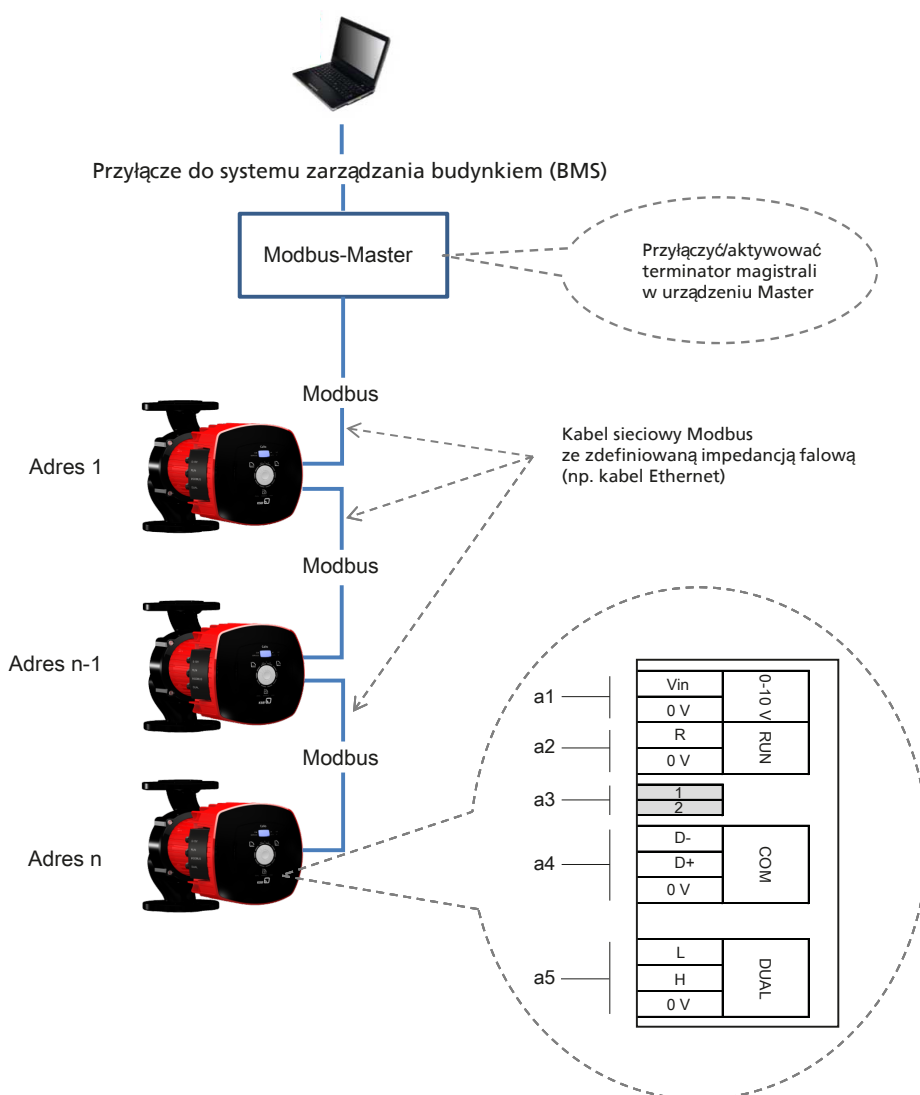 Przyłącze do systemu zarządzania budynkiem (BMS)
Modbus-Master
Przyłączyć/aktywować
terminator magistrali
w urządzeniu Master
Modbus
Adres 1
Kabel sieciowy Modbus
ze zdefiniowaną impedancją falową
(np. kabel Ethernet)
Modbus
Adres n-1
Modbus
Adres n
a1
Vin
0 V
0-10 V
a2
R
0 V
RUN
a3
1
2
a4
D-
D+
0 V
COM
a5
L
H
0 V
DUAL